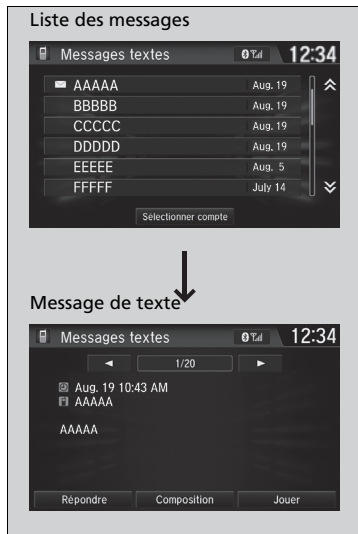 Liste des messages
Messages textes 12:34
AAAAA Aug. 19
BBBBB Aug. 19
CCCCC Aug. 19
DDDDD Aug. 19
EEEEE Aug. 5
FFFFF July 14
Sélectionner compte
Message de texte
Messages textes 12:34
1/20
Aug. 19 10:43 AM
AAAAA
AAAAA
Répondre Composition Jouer